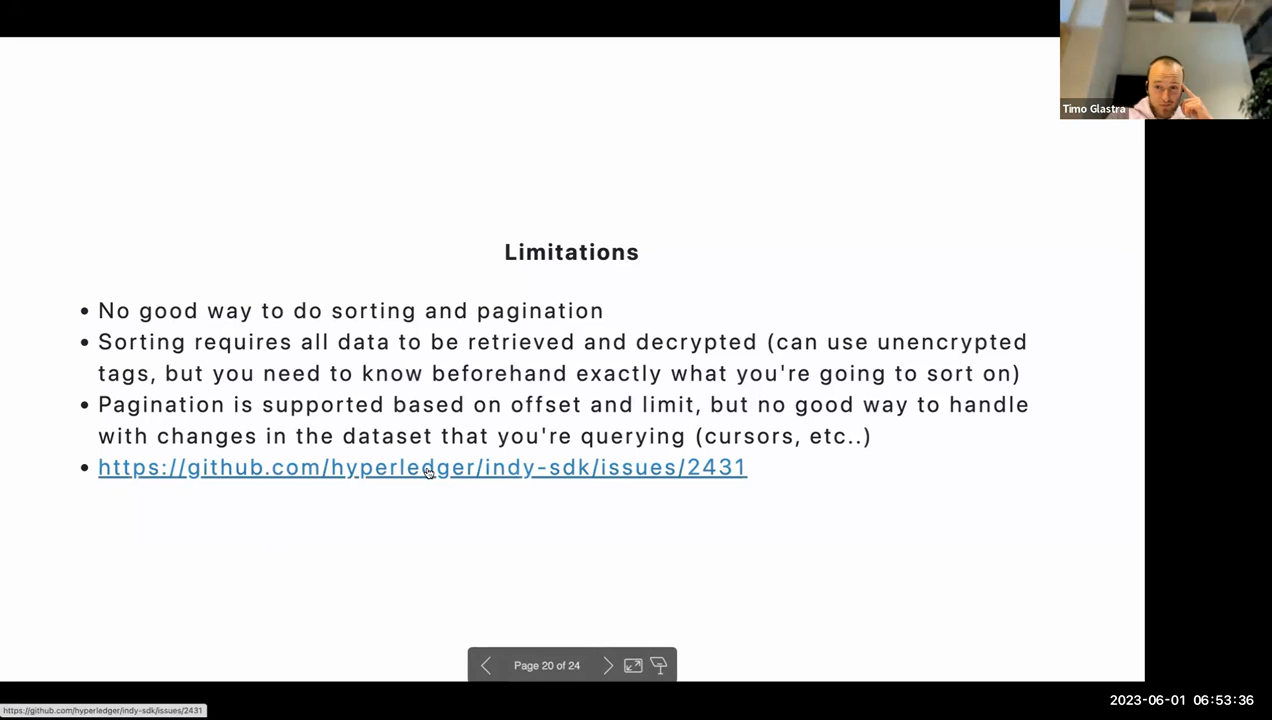 Timo Glastra
Limitations
• No good way to do sorting and pagination
• Sorting requires all data to be retrieved and decrypted (can use unencrypted
tags, but you need to know beforehand exactly what you're going to sort on)
• Pagination is supported based on offset and limit, but no good way to handle
with changes in the dataset that you're querying (cursors, etc..)
• https://github.com/hyperledger/indy-sdk/issues/2431
Page 20 of 24
2023-06-01 06:53:36
https://github.com/hyperledger/indy-sdk/issues/2431